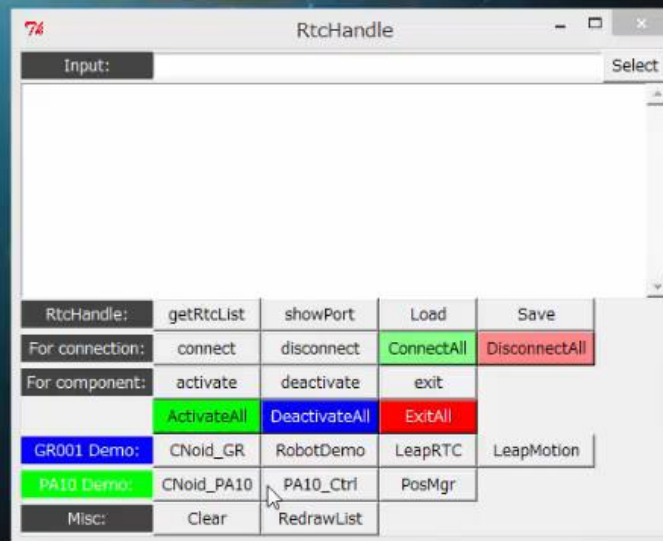 RtcHandle
Input: Select
RtcHandle: getRtcList showPort Load Save
For connection: connect disconnect ConnectAll DisconnectAll
For component: activate deactivate exit
ActivateAll DeactivateAll ExitAll
GR001 Demo: CNoid_GR RobotDemo LeapRTC LeapMotion
PA10 Demo: CNoid_PA10 PA10_Ctrl PosMgr
Misc: Clear RedrawList